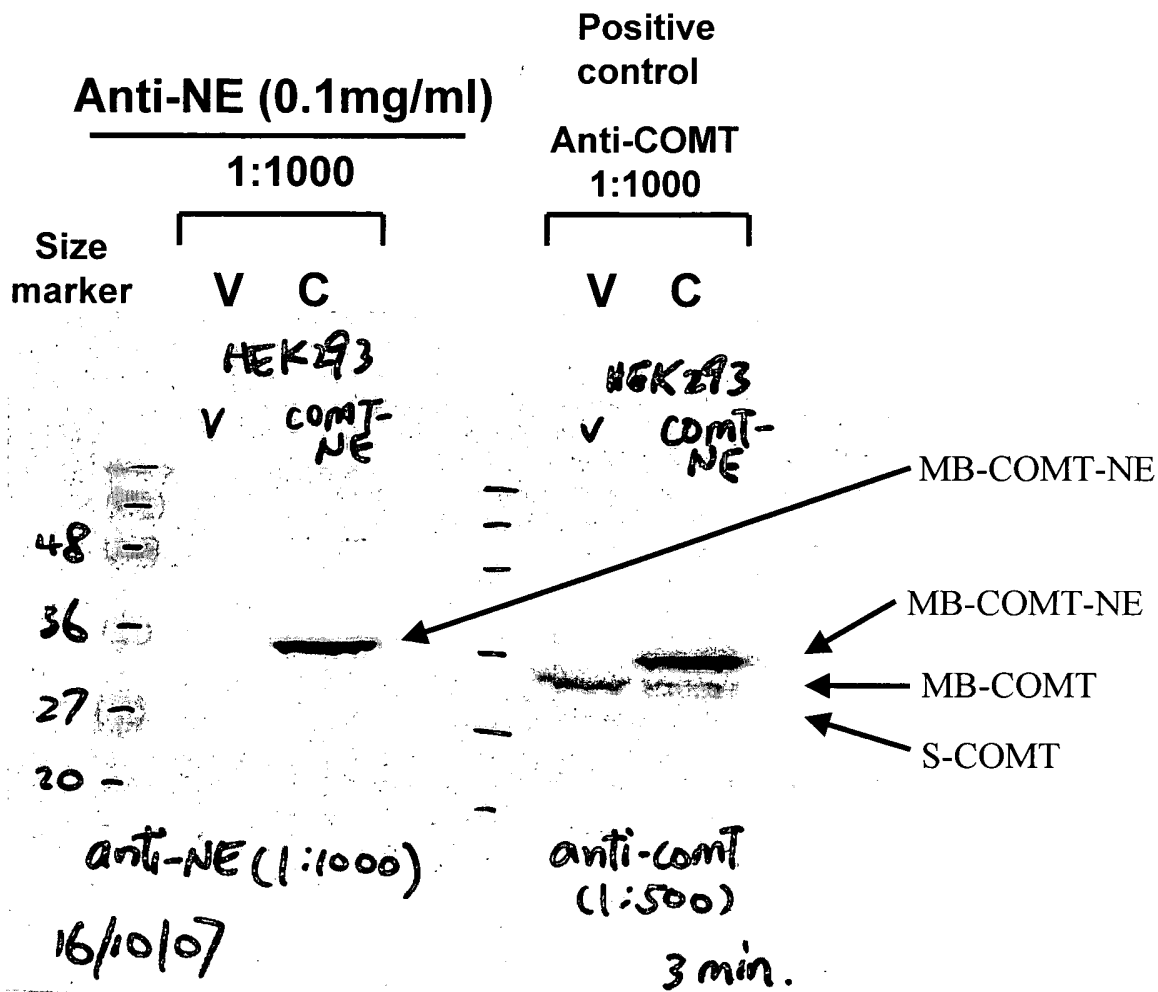 Positive
control
Anti-NE (0.1mg/ml)
1:1000
Anti-COMT
1:1000
Size
marker
V C
V C
HEK293
V COMT-
NE
HEK293
V COMT-
NE
48
36
27
20
MB-COMT-NE
MB-COMT-NE
MB-COMT
S-COMT
anti-NE (1:1000)
anti-COMT
(1:500)
16/10/07
3 min.